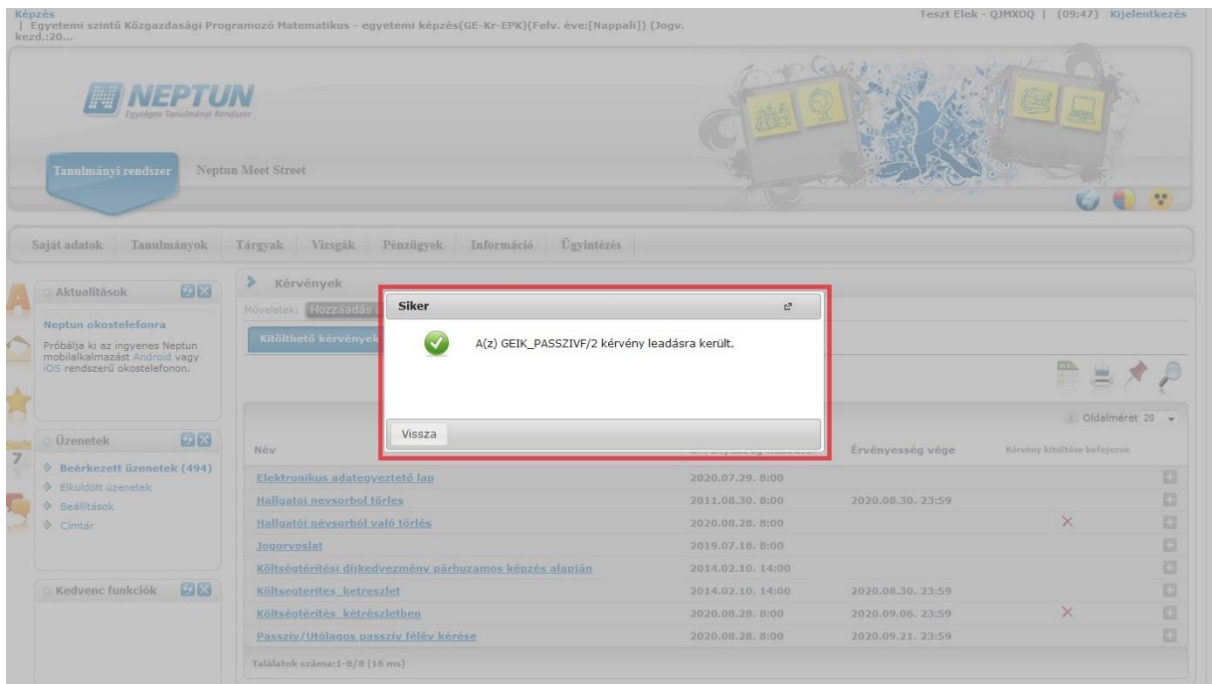 Képzés
| Egyetemi szintű Közgazdasági Programozó Matematikus - egyetemi képzés(GE-Kr-EPK)(Felv. éve:[Nappali]) (Jogv.
kezd.:20...
Teszt Elek - QJMXOQ | (09:47) Kijelentkezés
NEPTUN
Egységes Tanulmányi Rendszer
Tanulmányi rendszer Neptun Meet Street
Saját adatok Tanulmányok Tárgyak Vizsgák Pénzügyek Információ Ügyintézés
Aktualitások
Neptun okostelefonra
Próbálja ki az ingyenes Neptun
mobilalkalmazást Android vagy
iOS rendszerű okostelefonon.
Üzenetek
7
Beérkezett üzenetek (494)
Elküldött üzenetek
Beállítások
Címtár
Kedvenc funkciók
Kérvények
Műveletek: Hozzáadás
Kitölthető kérvények
Siker
A(z) GEIK_PASSZIVF/2 kérvény leadásra került.
Vissza
Oldalméret 20
Név Érvényesség vége Kérvény kitöltése befejezve
Elektronikus adategyeztető lap 2020.07.29. 8:00
Hallgatoi nevsorbol törles 2011.08.30. 8:00 2020.08.30. 23:59
Hallgatói névsorból való törlés 2020.08.28. 8:00
Jogorvoslat 2019.07.18. 8:00
Költségtérítési díjkedvezmény párhuzamos képzés alapján 2014.02.10. 14:00
Költsegterites_ketreszlet 2014.02.10. 14:00 2020.08.30. 23:59
Költségtérítés_kétrészletben 2020.08.28. 8:00 2020.09.06. 23:59
Passzív/Utólagos passzív félév kérése 2020.08.28. 8:00 2020.09.21. 23:59
Találatok száma:1-8/8 (16 ms)